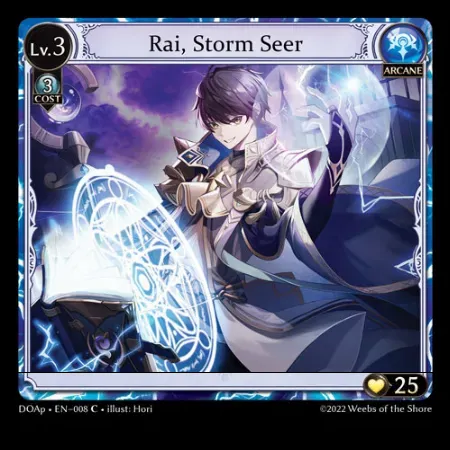 Lv.3
Rai, Storm Seer
ARCANE
3
COST
25
DOAp • EN-008 C • illust: Hori
©2022 Weebs of the Shore